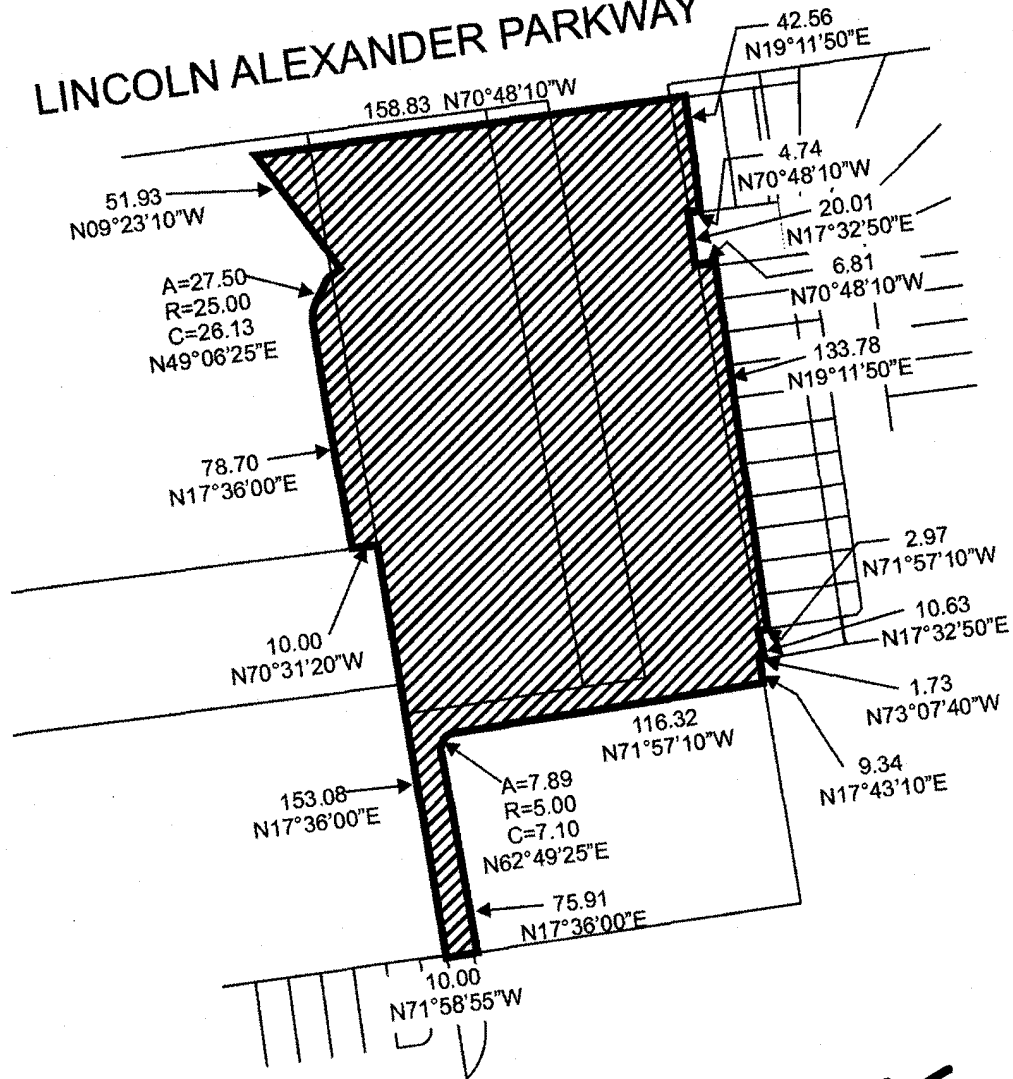 LINCOLN ALEXANDER PARKWAY
42.56
N19°11'50"E
158.83 N70°48'10"W
4.74
N70°48'10"W
51.93
N09°23'10"W
20.01
N17°32'50"E
A=27.50
R=25.00
C=26.13
N49°06'25"E
6.81
N70°48'10"W
133.78
N19°11'50"E
78.70
N17°36'00"E
2.97
N71°57'10"W
10.63
N17°32'50"E
10.00
N70°31'20"W
1.73
N73°07'40"W
116.32
N71°57'10"W
9.34
N17°43'10"E
153.08
N17°36'00"E
A=7.89
R=5.00
C=7.10
N62°49'25"E
75.91
N17°36'00"E
10.00
N71°58'55"W